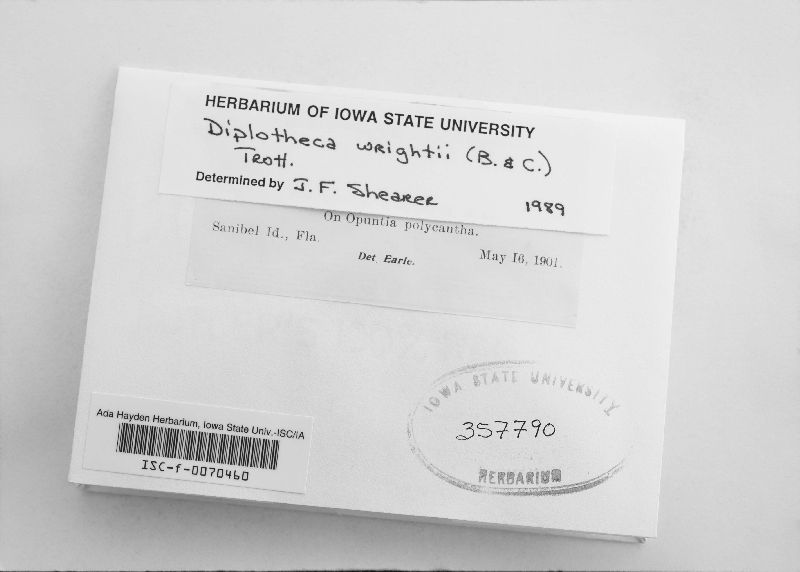 HERBARIUM OF IOWA STATE UNIVERSITY
Diplotheca wrightii (B. & C.)
Trott.
Determined by J. F. Shearer 1989
On Opuntia polycantha.
Sanibel Id., Fla. May 16, 1901.
Det. Earle.
Ada Hayden Herbarium, Iowa State Univ.-ISC/IA
ISC-f-0070460
IOWA STATE UNIVERSITY
357790
HERBARIUM